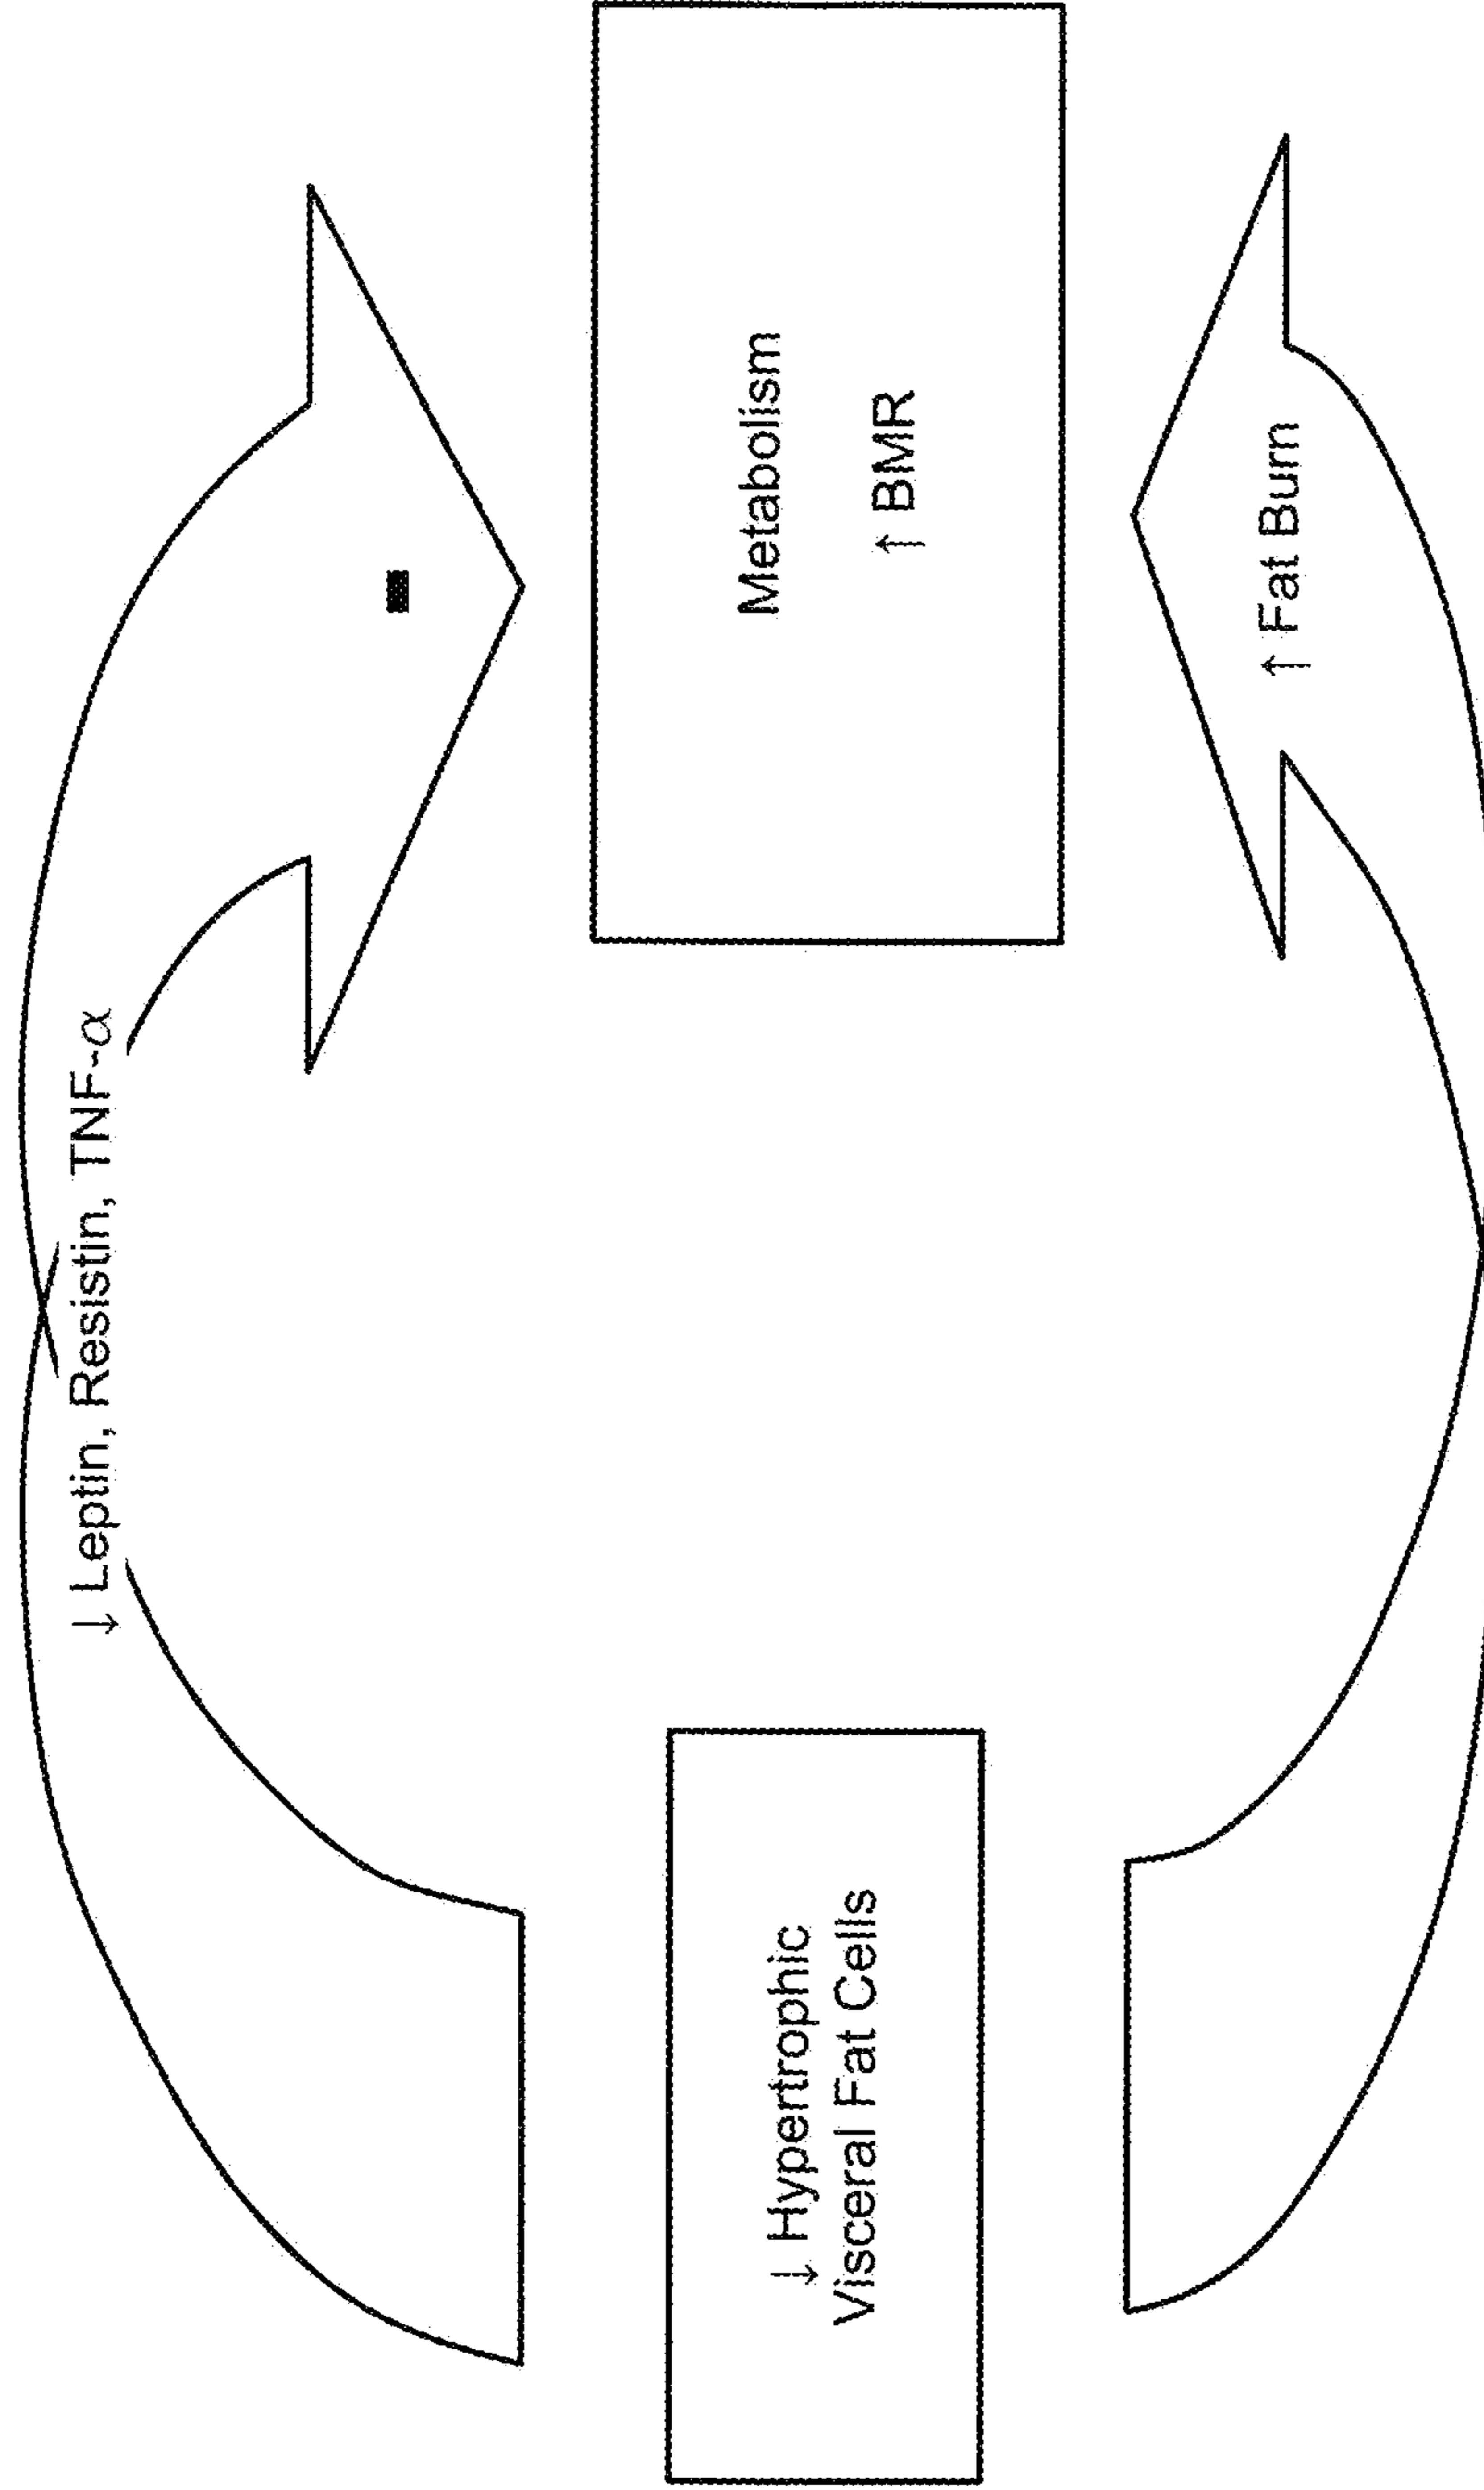 ↓ Leptin, Resistin, TNF-α
-
↓ Hypertrophic
Visceral Fat Cells
Metabolism
↑ BMR
↑ Fat Burn